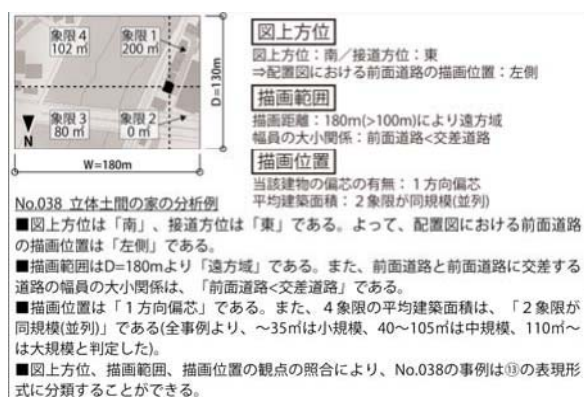 象限 4
102 ㎡
象限 1
200 ㎡
象限 3
80 ㎡
象限 2
0 ㎡
N
D=130m
W=180m
図上方位
図上方位：南／接道方位：東
⇒配置図における前面道路の描画位置：左側
描画範囲
描画距離：180m(>100m)により遠方域
幅員の大小関係：前面道路<交差道路
描画位置
当該建物の偏芯の有無：1方向偏芯
平均建築面積：2象限が同規模(並列)
No.038 立体土間の家の分析例
■図上方位は「南」、接道方位は「東」である。よって、配置図における前面道路
の描画位置は「左側」である。
■描画範囲はD=180mより「遠方域」である。また、前面道路と前面道路に交差する
道路の幅員の大小関係は、「前面道路<交差道路」である。
■描画位置は「1方向偏芯」である。また、4象限の平均建築面積は、「2象限が
同規模(並列)」である(全事例より、～35㎡は小規模、40～105㎡は中規模、110㎡～
は大規模と判定した)。
■図上方位、描画範囲、描画位置の観点の照合により、No.038の事例は⑬の表現形
式に分類することができる。